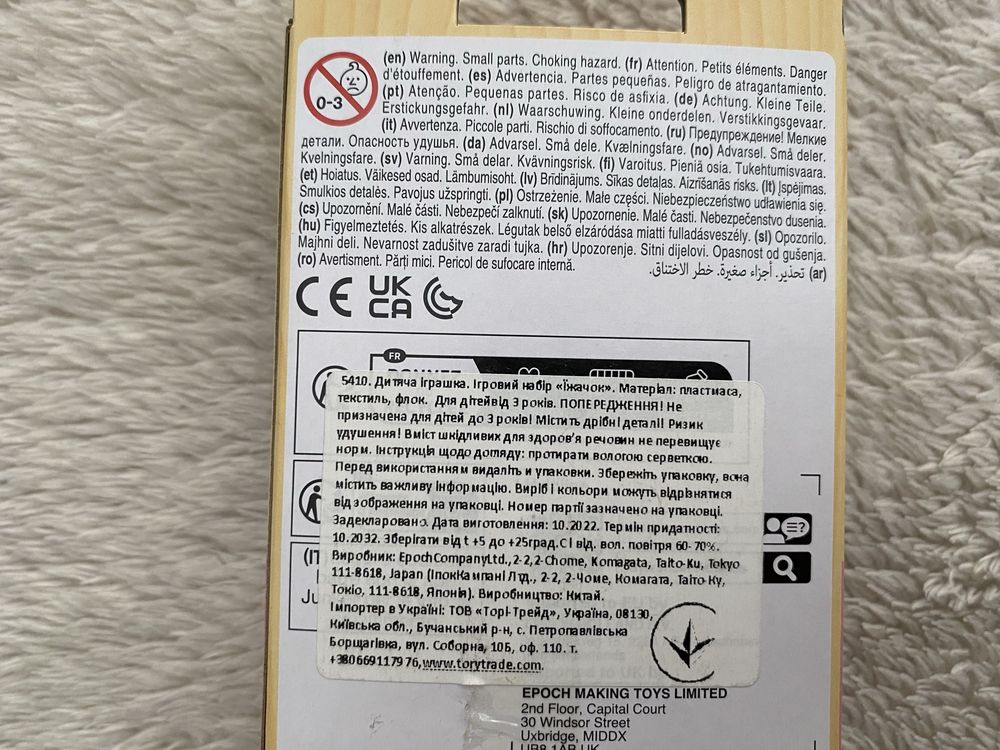 0-3
(en) Warning. Small parts. Choking hazard. (fr) Attention. Petits éléments. Danger
d'étouffement. (es) Advertencia. Partes pequeñas. Peligro de atragantamiento.
(pt) Atenção. Pequenas partes. Risco de asfixia. (de) Achtung. Kleine Teile.
Erstickungsgefahr. (nl) Waarschuwing. Kleine onderdelen. Verstikkingsgevaar.
(it) Avvertenza. Piccole parti. Rischio di soffocamento. (ru) Предупреждение! Мелкие
детали. Опасность удушья. (da) Advarsel. Små dele. Kvælningsfare. (no) Advarsel. Små deler.
Kvelningsfare. (sv) Varning. Små delar. Kvävningsrisk. (fi) Varoitus. Pieniä osia. Tukehtumisvaara.
(et) Hoiatus. Väikesed osad. Lämbumisoht. (lv) Brīdinājums. Sīkas detaļas. Aizrīšanās risks. (lt) Įspėjimas.
Smulkios detalės. Pavojus užspringti. (pl) Ostrzeżenie. Małe części. Niebezpieczeństwo udławienia się.
(cs) Upozornění. Malé části. Nebezpečí zalknutí. (sk) Upozornenie. Malé časti. Nebezpečenstvo dusenia.
(hu) Figyelmeztetés. Kis alkatrészek. Légutak belső elzáródása miatti fulladásveszély. (sl) Opozorilo.
Majhni deli. Nevarnost zadušitve zaradi tujka. (hr) Upozorenje. Sitni dijelovi. Opasnost od gušenja.
(ro) Avertisment. Părți mici. Pericol de sufocare internă.
(ar) تحذير. أجزاء صغيرة. خطر الاختناق.
CE UK CA
FR
5410. Дитяча іграшка. Ігровий набір «Їжачок». Матеріал: пластмаса,
текстиль, флок. Для дітейвід 3 років. ПОПЕРЕДЖЕННЯ! Не
призначена для дітей до 3 років! Містить дрібні деталі! Ризик
удушення! Вміст шкідливих для здоров'я речовин не перевищує
норм. Інструкція щодо догляду: протирати вологою серветкою.
Перед використанням видаліть и упаковки. Збережіть упаковку, вона
містить важливу інформацію. Виріб і кольори можуть відрізнятися
від зображення на упаковці. Номер партії зазначено на упаковці.
Задекларовано. Дата виготовлення: 10.2022. Термін придатності:
10.2032. Зберігати від t +5 до +25град.С і від. вол. повітря 60-70%.
Виробник: EpochCompanyLtd., 2-2,2-Chome, Komagata, Taito-Ku, Tokyo
111-8618, Japan (ІпокКампані Лтд., 2-2, 2-Чоме, Комагата, Таіто-Ку,
Токіо, 111-8618, Японія). Виробництво: Китай.
Імпортер в Україні: ТОВ «Торі-Трейд», Україна, 08130,
Київська обл., Бучанський р-н, с. Петропавлівська
Борщагівка, вул. Соборна, 10Б, оф. 110. т.
+380669117976,www.torytrade.com.
(IT
Ju
EPOCH MAKING TOYS LIMITED
2nd Floor, Capital Court
30 Windsor Street
Uxbridge, MIDDX
UB8 1AB UK